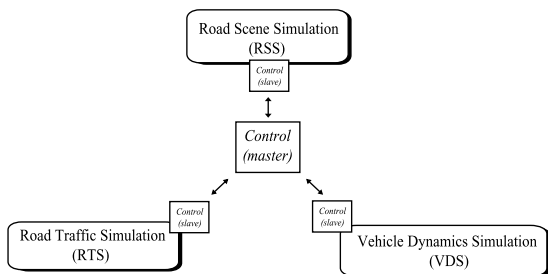 Road Scene Simulation
(RSS)
Control
(slave)
Control
(master)
Control
(slave)
Road Traffic Simulation
(RTS)
Control
(slave)
Vehicle Dynamics Simulation
(VDS)